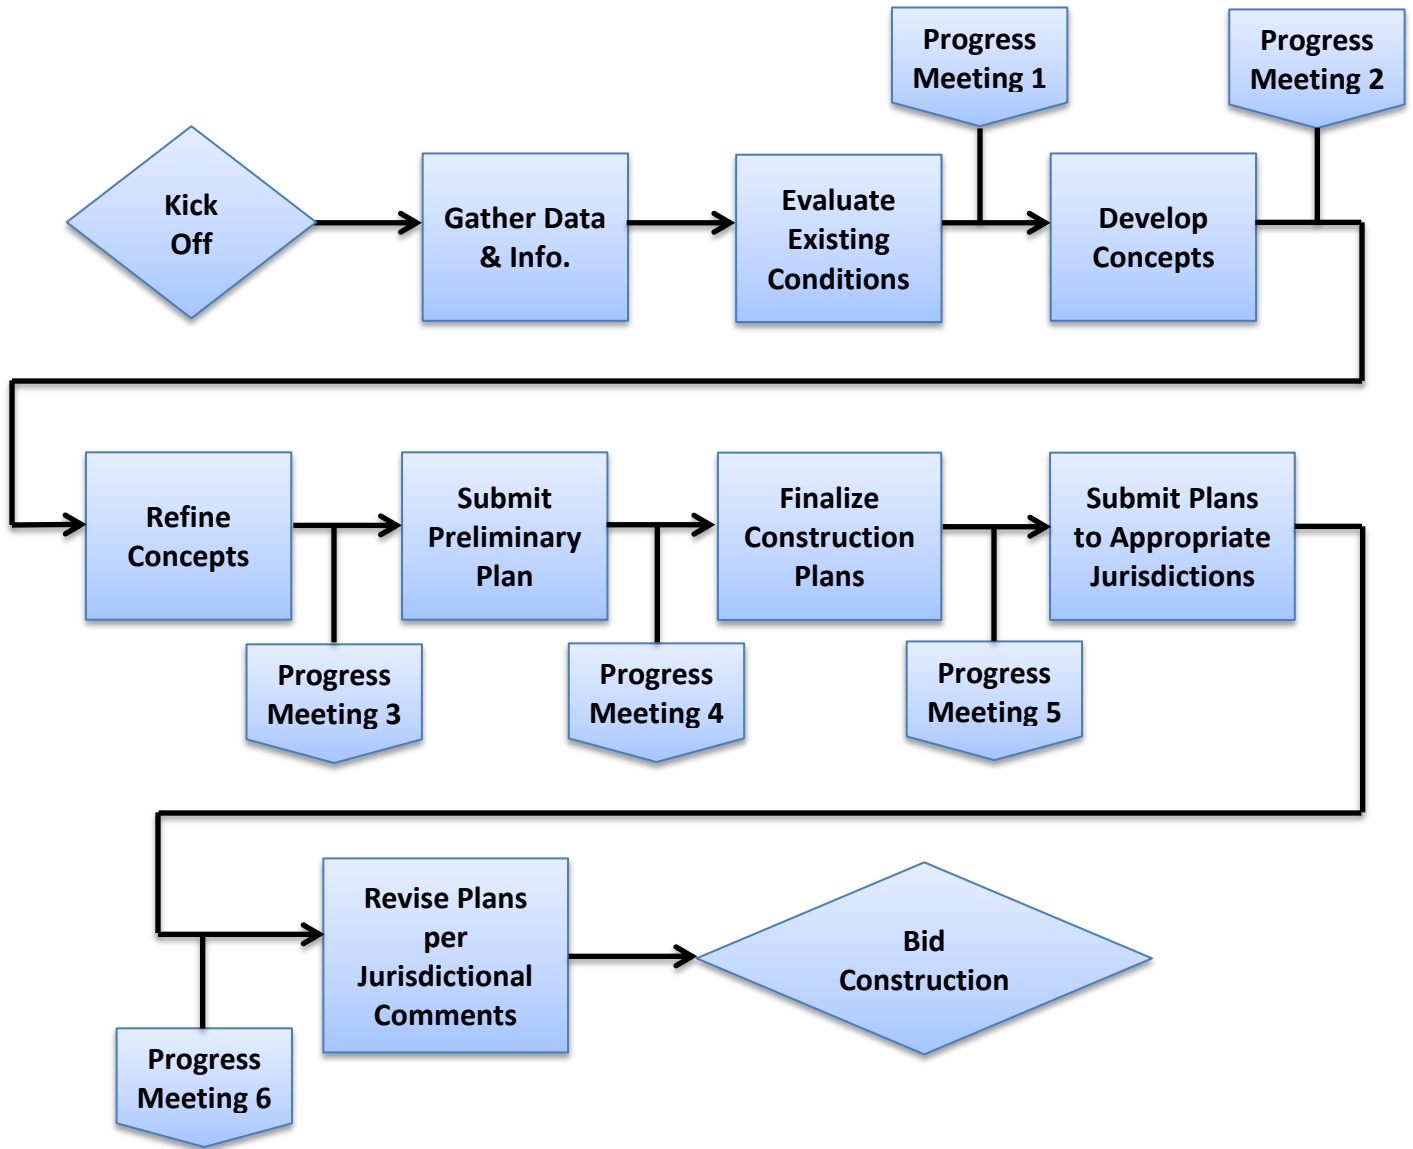 Progress
Meeting 1
Progress
Meeting 2
Kick
Off
Gather Data
& Info.
Evaluate
Existing
Conditions
Develop
Concepts
Refine
Concepts
Submit
Preliminary
Plan
Finalize
Construction
Plans
Submit Plans
to Appropriate
Jurisdictions
Progress
Meeting 3
Progress
Meeting 4
Progress
Meeting 5
Revise Plans
per
Jurisdictional
Comments
Bid
Construction
Progress
Meeting 6